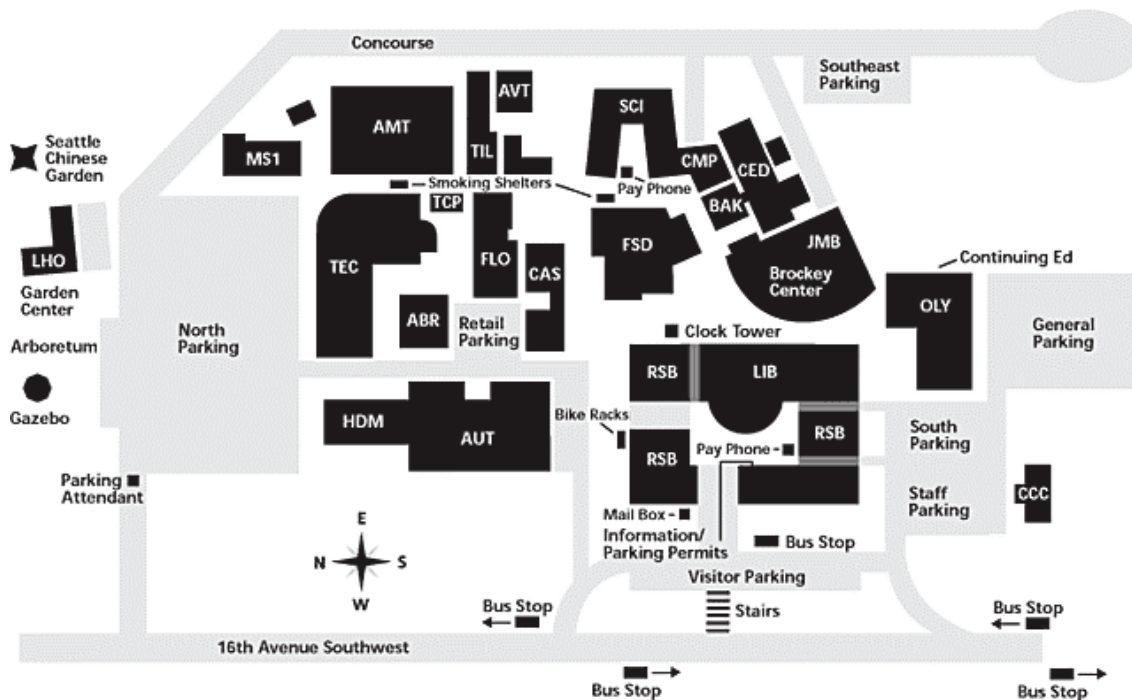 Concourse
Southeast
Parking
AVT
SCI
AMT
Seattle
Chinese
Garden
MS1
TIL
CMP
CED
Smoking Shelters
Pay Phone
TCP
BAK
LHO
TEC
FLO
CAS
FSD
JMB
Brockey
Center
Continuing Ed
OLY
Garden
Center
North
Parking
ABR
Retail
Parking
General
Parking
Arboretum
Clock Tower
RSB
LIB
Gazebo
HDM
AUT
Bike Racks
RSB
South
Parking
Pay Phone
RSB
Parking
Attendant
Staff
Parking
CCC
Mail Box
Information/
Parking Permits
Bus Stop
E
N S
W
Visitor Parking
Bus Stop
Stairs
Bus Stop
16th Avenue Southwest
Bus Stop
Bus Stop